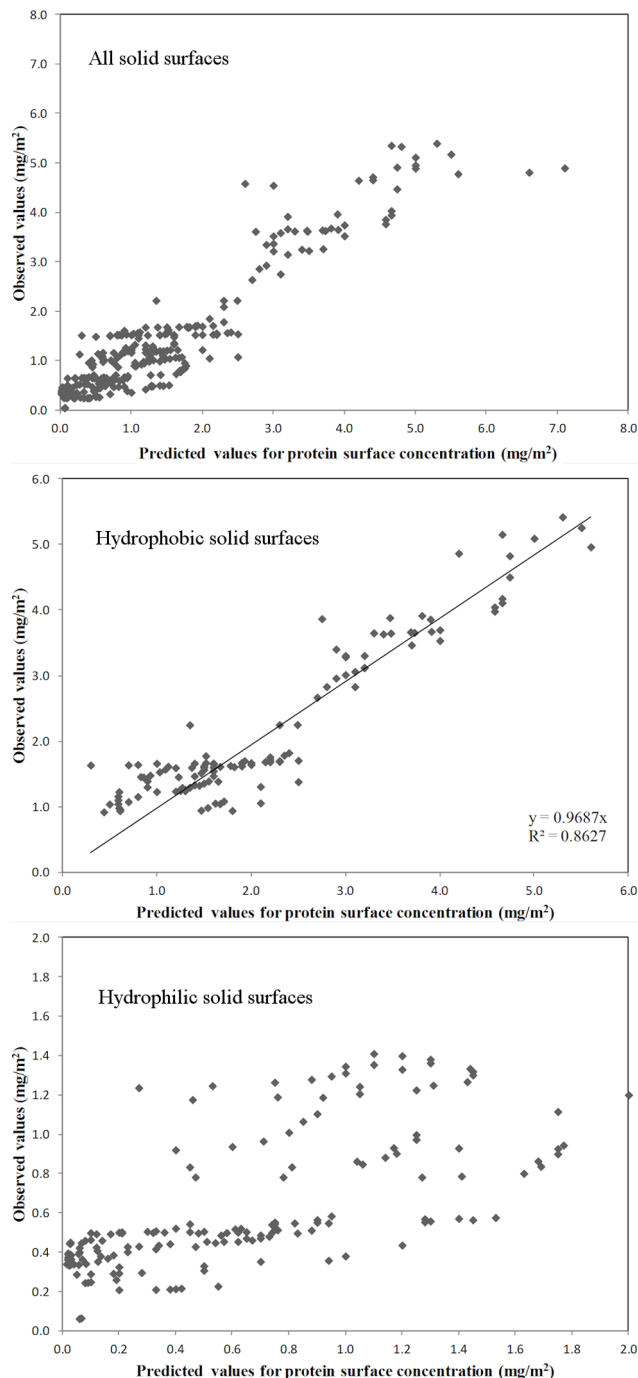 8.0
7.0
All solid surfaces
6.0
5.0
4.0
3.0
2.0
1.0
0.0
Observed values (mg/m²)
0.0 1.0 2.0 3.0 4.0 5.0 6.0 7.0 8.0
Predicted values for protein surface concentration (mg/m²)
6.0
Hydrophobic solid surfaces
5.0
4.0
3.0
2.0
1.0
0.0
Observed values (mg/m²)
y = 0.9687x
R² = 0.8627
0.0 1.0 2.0 3.0 4.0 5.0 6.0
Predicted values for protein surface concentration (mg/m²)
2.0
1.8
Hydrophilic solid surfaces
1.6
1.4
1.2
1.0
0.8
0.6
0.4
0.2
0.0
Observed values (mg/m²)
0.0 0.2 0.4 0.6 0.8 1.0 1.2 1.4 1.6 1.8 2.0
Predicted values for protein surface concentration (mg/m²)